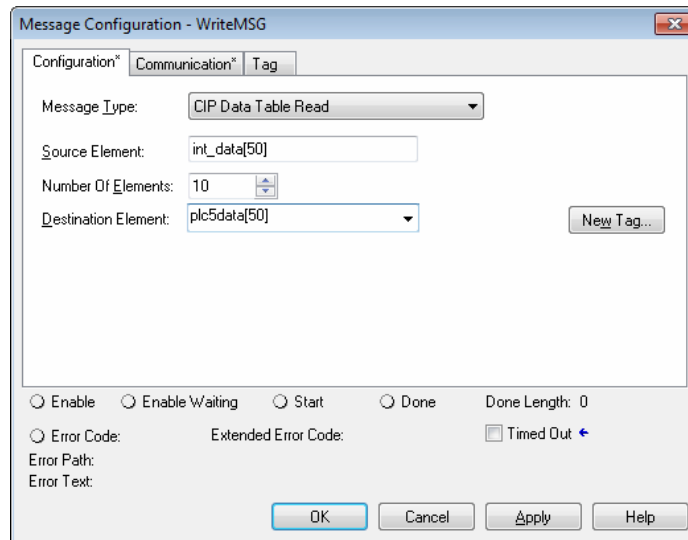 Message Configuration - WriteMSG
Configuration* Communication* Tag
Message Type: CIP Data Table Read
Source Element: int_data[50]
Number Of Elements: 10
Destination Element: plc5data[50] New Tag...
Enable Enable Waiting Start Done Done Length: 0
Error Code: Extended Error Code: Timed Out
Error Path:
Error Text:
OK Cancel Apply Help